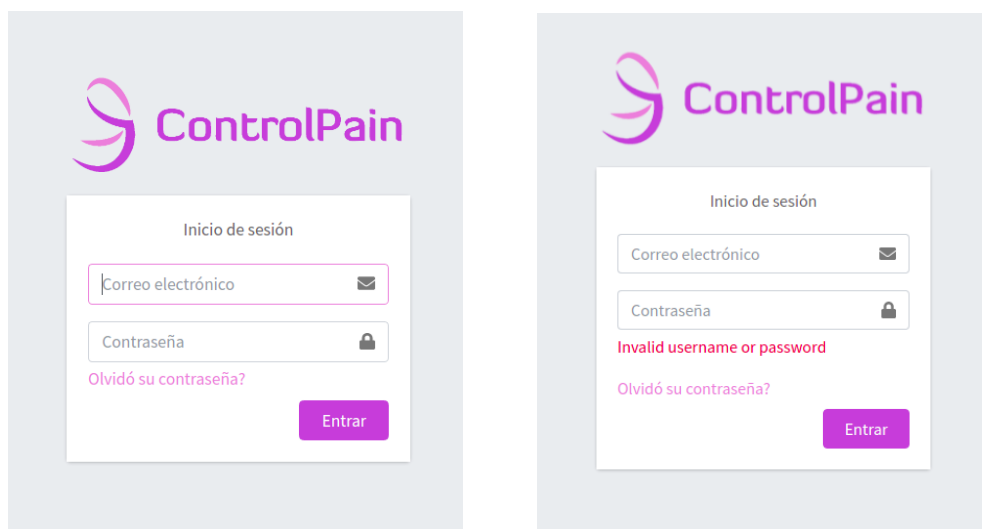 ControlPain
Inicio de sesión
Correo electrónico
Contraseña
Olvidó su contraseña?
Entrar
ControlPain
Inicio de sesión
Correo electrónico
Contraseña
Invalid username or password
Olvidó su contraseña?
Entrar